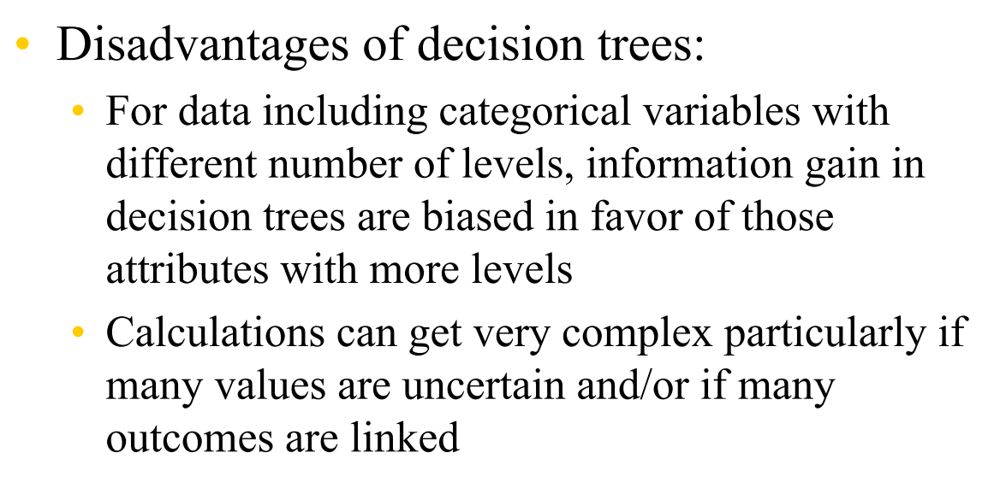 • Disadvantages of decision trees:
• For data including categorical variables with
different number of levels, information gain in
decision trees are biased in favor of those
attributes with more levels
• Calculations can get very complex particularly if
many values are uncertain and/or if many
outcomes are linked